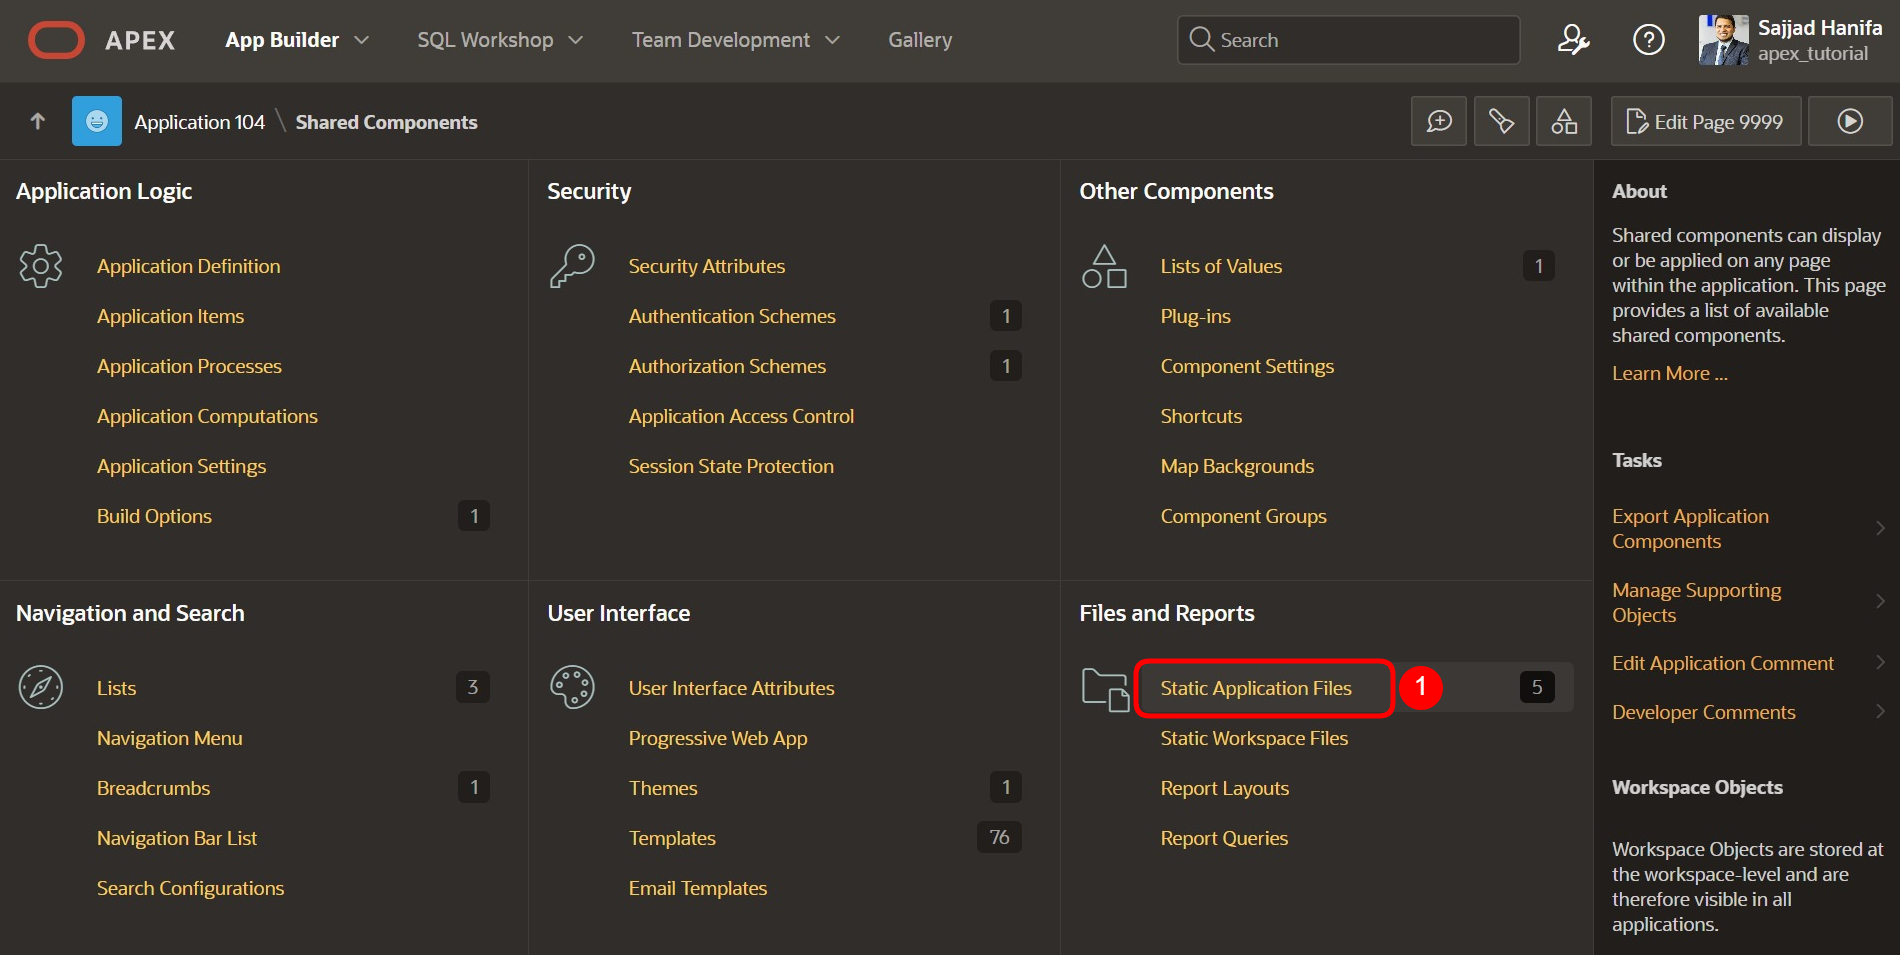 APEX
App Builder
SQL Workshop
Team Development
Gallery
Search
Sajjad Hanifa
apex_tutorial
Application 104 \ Shared Components
Edit Page 9999
Application Logic
Application Definition
Application Items
Application Processes
Application Computations
Application Settings
Build Options 1
Security
Security Attributes
Authentication Schemes 1
Authorization Schemes 1
Application Access Control
Session State Protection
Other Components
Lists of Values 1
Plug-ins
Component Settings
Shortcuts
Map Backgrounds
Component Groups
Navigation and Search
Lists 3
Navigation Menu
Breadcrumbs 1
Navigation Bar List
Search Configurations
User Interface
User Interface Attributes
Progressive Web App
Themes 1
Templates 76
Email Templates
Files and Reports
Static Application Files 1 5
Static Workspace Files
Report Layouts
Report Queries
About
Shared components can display
or be applied on any page
within the application. This page
provides a list of available
shared components.
Learn More ...
Tasks
Export Application
Components
Manage Supporting
Objects
Edit Application Comment
Developer Comments
Workspace Objects
Workspace Objects are stored at
the workspace-level and are
therefore visible in all
applications.